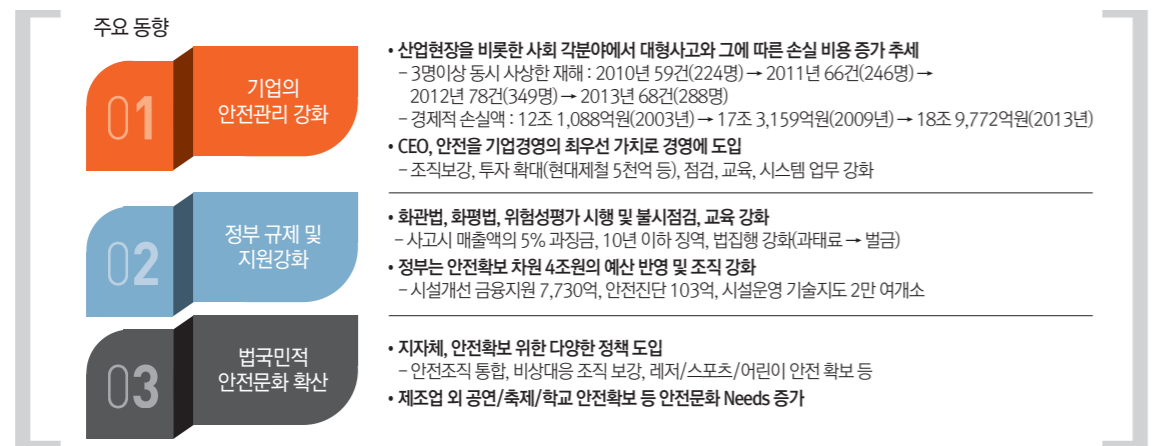 주요 동향
01
기업의
안전관리 강화
• 산업현장을 비롯한 사회 각분야에서 대형사고와 그에 따른 손실 비용 증가 추세
– 3명이상 동시 사상한 재해 : 2010년 59건(224명) → 2011년 66건(246명) →
2012년 78건(349명) → 2013년 68건(288명)
– 경제적 손실액 : 12조 1,088억원(2003년) → 17조 3,159억원(2009년) → 18조 9,772억원(2013년)
• CEO, 안전을 기업경영의 최우선 가치로 경영에 도입
– 조직보강, 투자 확대(현대제철 5천억 등), 점검, 교육, 시스템 업무 강화
02
정부 규제 및
지원강화
• 화관법, 화평법, 위험성평가 시행 및 불시점검, 교육 강화
– 사고시 매출액의 5% 과징금, 10년 이하 징역, 법집행 강화(과태료 → 벌금)
• 정부는 안전확보 차원 4조원의 예산 반영 및 조직 강화
– 시설개선 금융지원 7,730억, 안전진단 103억, 시설운영 기술지도 2만 여개소
03
법국민적
안전문화 확산
• 지자체, 안전확보 위한 다양한 정책 도입
– 안전조직 통합, 비상대응 조직 보강, 레저/스포츠/어린이 안전 확보 등
• 제조업 외 공연/축제/학교 안전확보 등 안전문화 Needs 증가